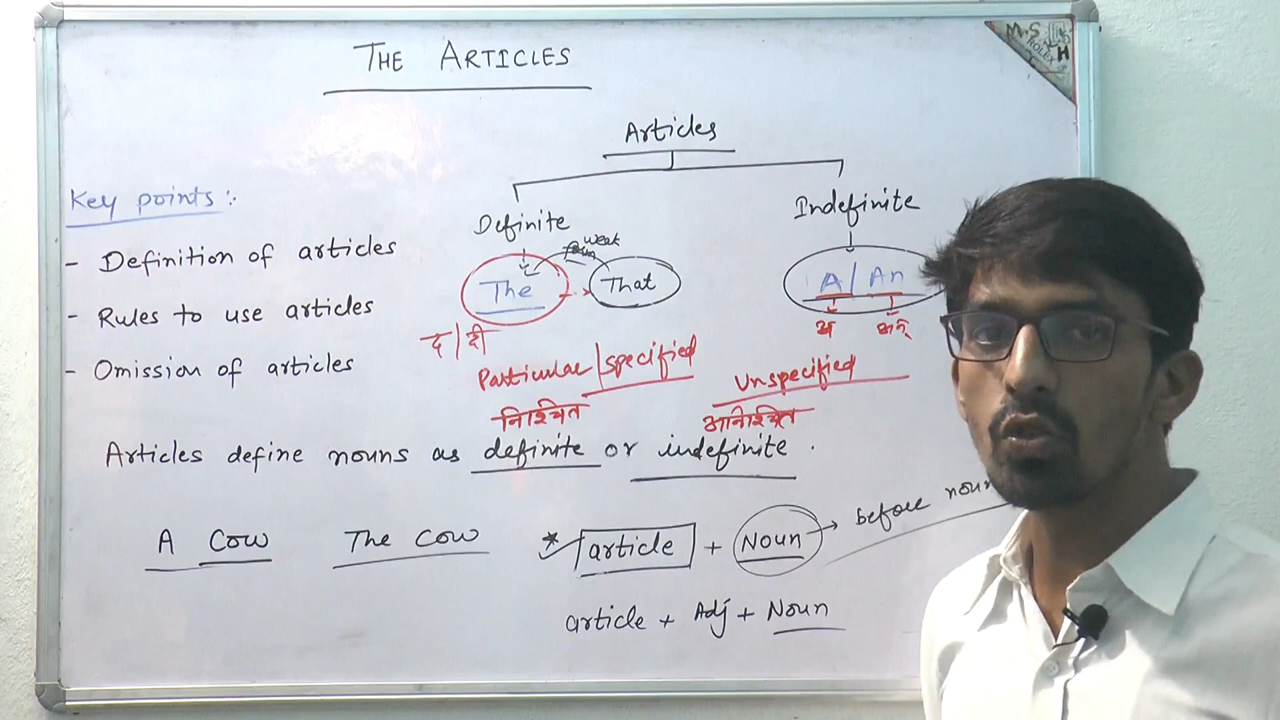 THE ARTICLES
M.S
ROLEX
Articles
Key points :-
Definite
Indefinite
- Definition of articles
weak
The
That
A / An
- Rules to use articles
द / दी
अ
अन्
Particular / specified
Unspecified
- Omission of articles
निश्चित
अनिश्चित
Articles define nouns as definite or indefinite .
A Cow
The Cow
* article + Noun → before noun
article + Adj + Noun